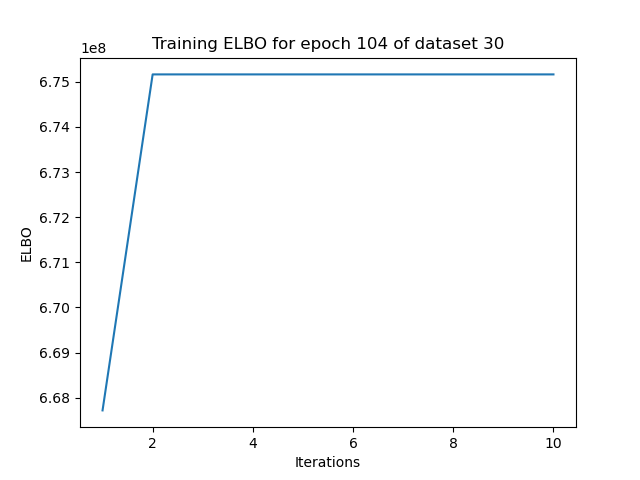 Training ELBO for epoch 104 of dataset 30
1e8
6.75
6.74
6.73
6.72
6.71
6.70
6.69
6.68
ELBO
2 4 6 8 10
Iterations